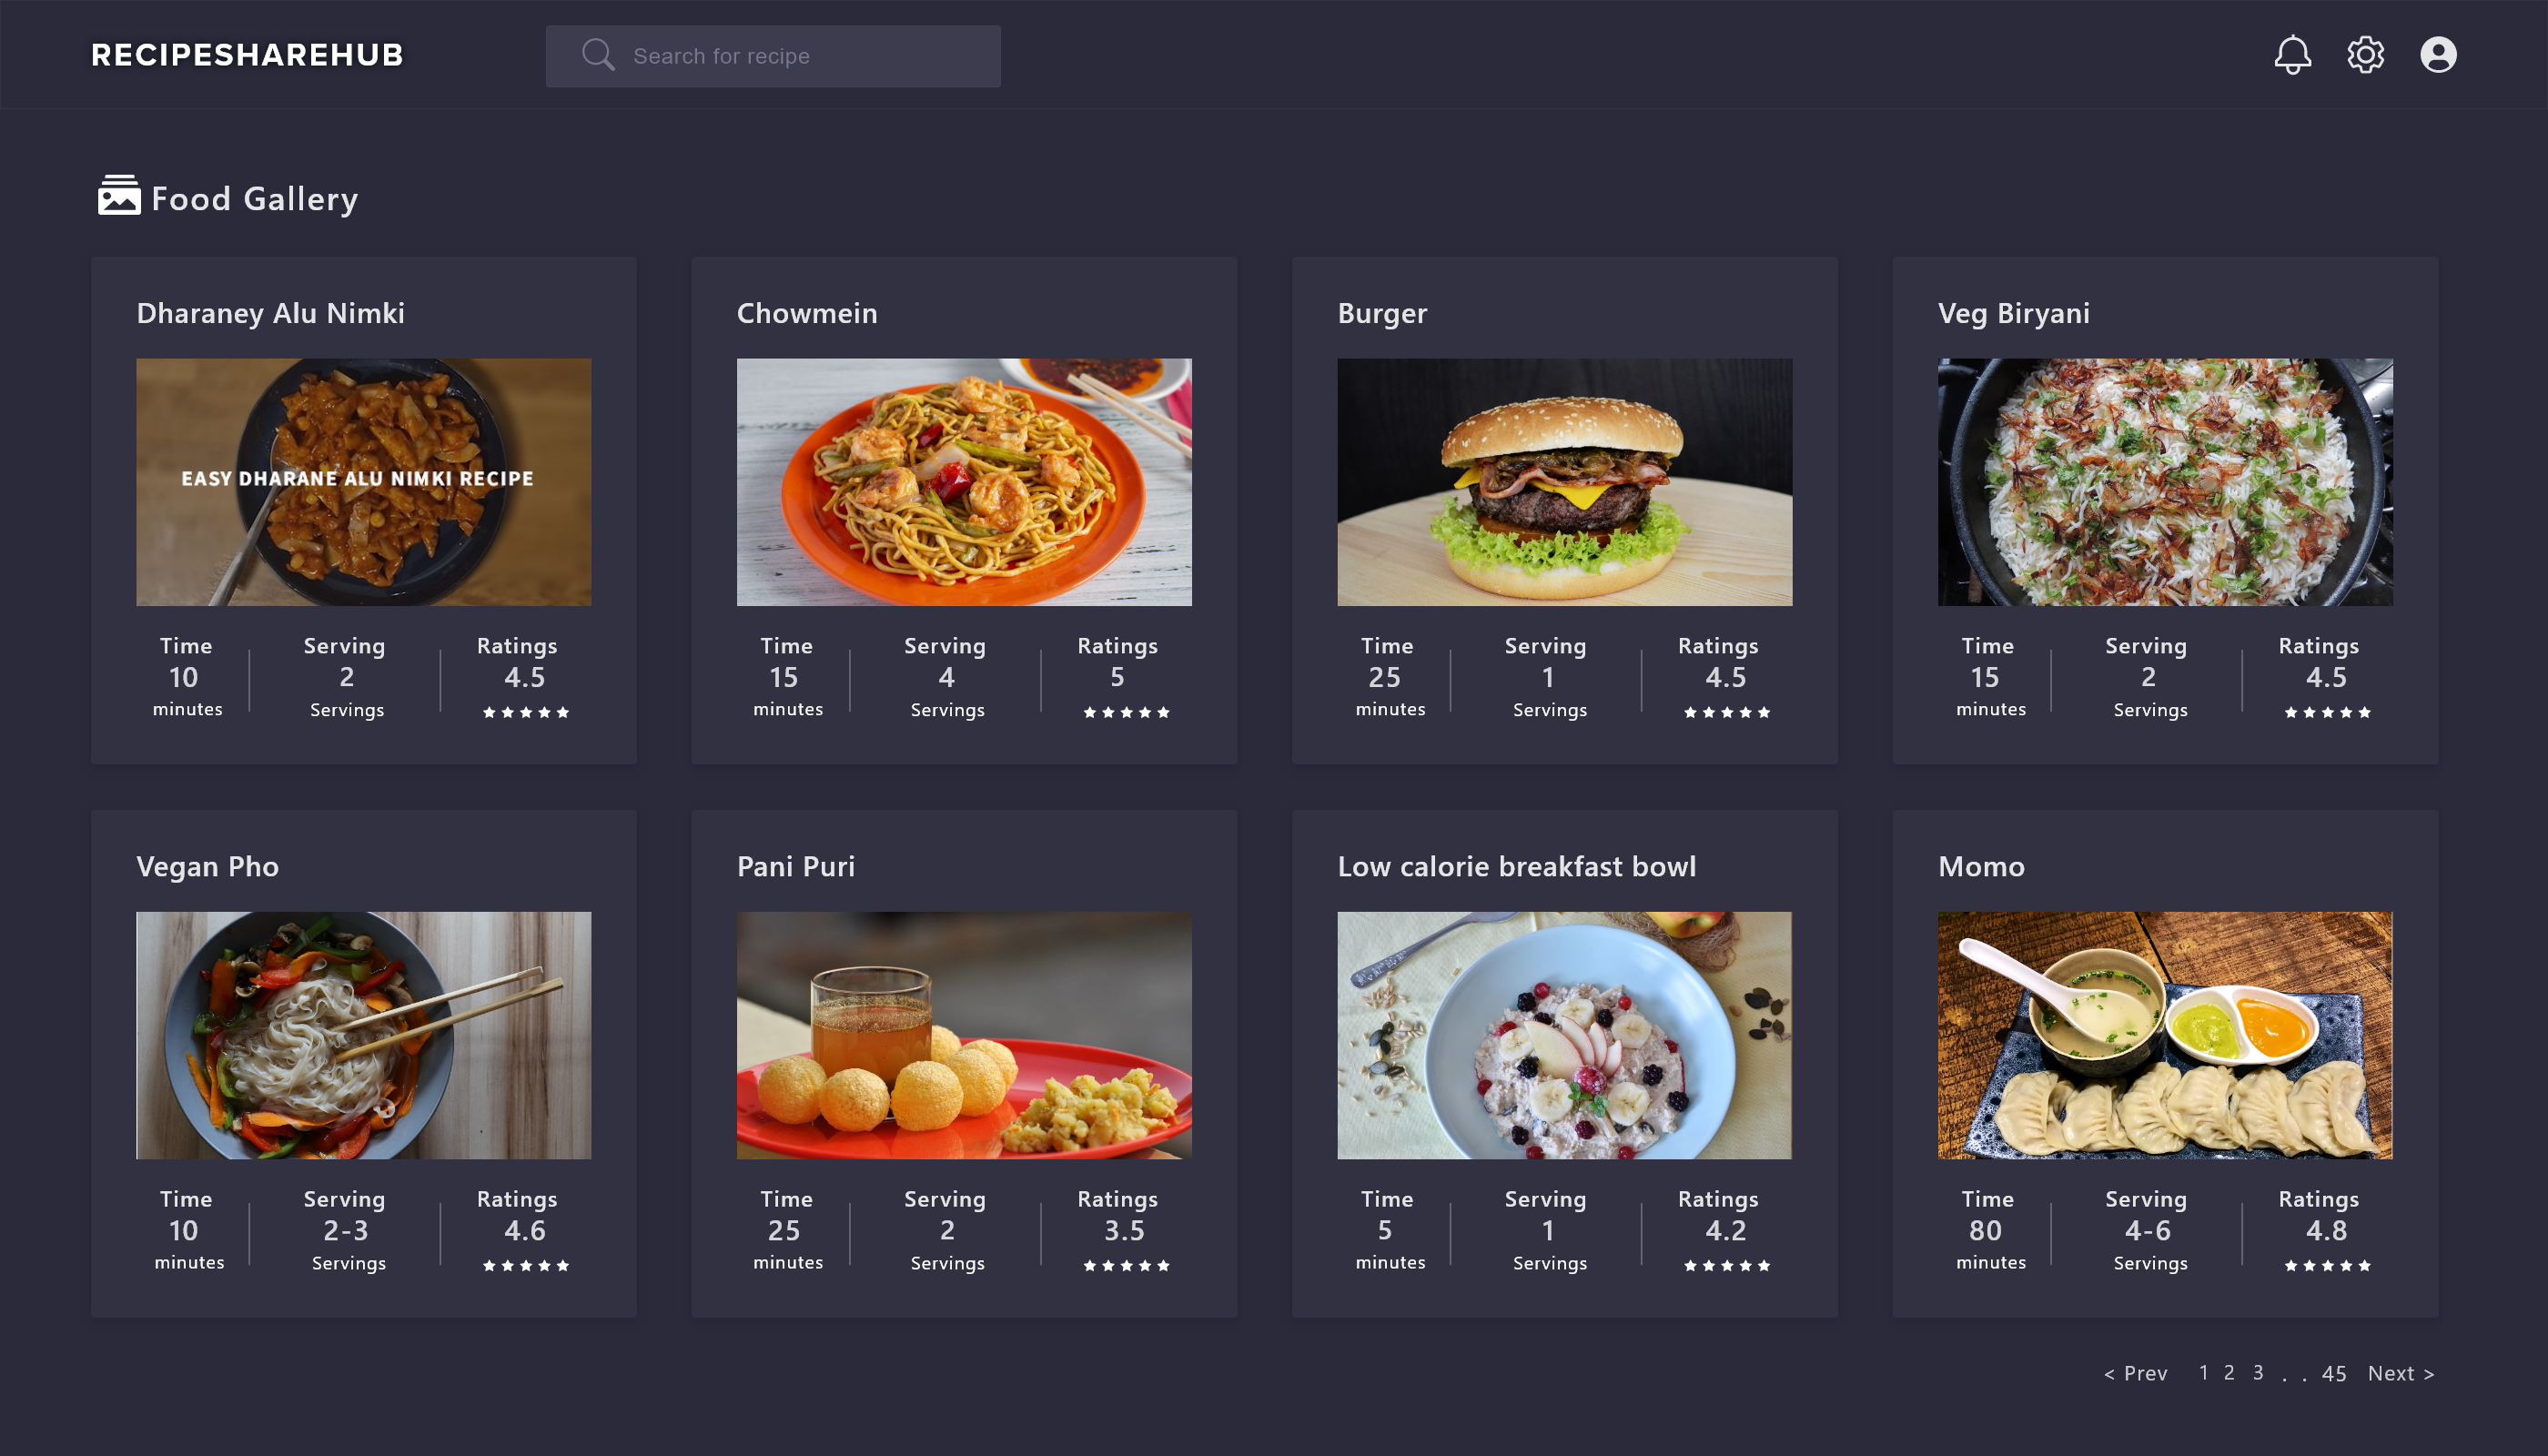 RECIPESHAREHUB
Search for recipe
Food Gallery
Dharaney Alu Nimki
EASY DHARANE ALU NIMKI RECIPE
Time Serving Ratings
10 2 4.5
minutes Servings
Chowmein
Time Serving Ratings
15 4 5
minutes Servings
Burger
Time Serving Ratings
25 1 4.5
minutes Servings
Veg Biryani
Time Serving Ratings
15 2 4.5
minutes Servings
Vegan Pho
Time Serving Ratings
10 2-3 4.6
minutes Servings
Pani Puri
Time Serving Ratings
25 2 3.5
minutes Servings
Low calorie breakfast bowl
Time Serving Ratings
5 1 4.2
minutes Servings
Momo
Time Serving Ratings
80 4-6 4.8
minutes Servings
< Prev 1 2 3 . . 45 Next >